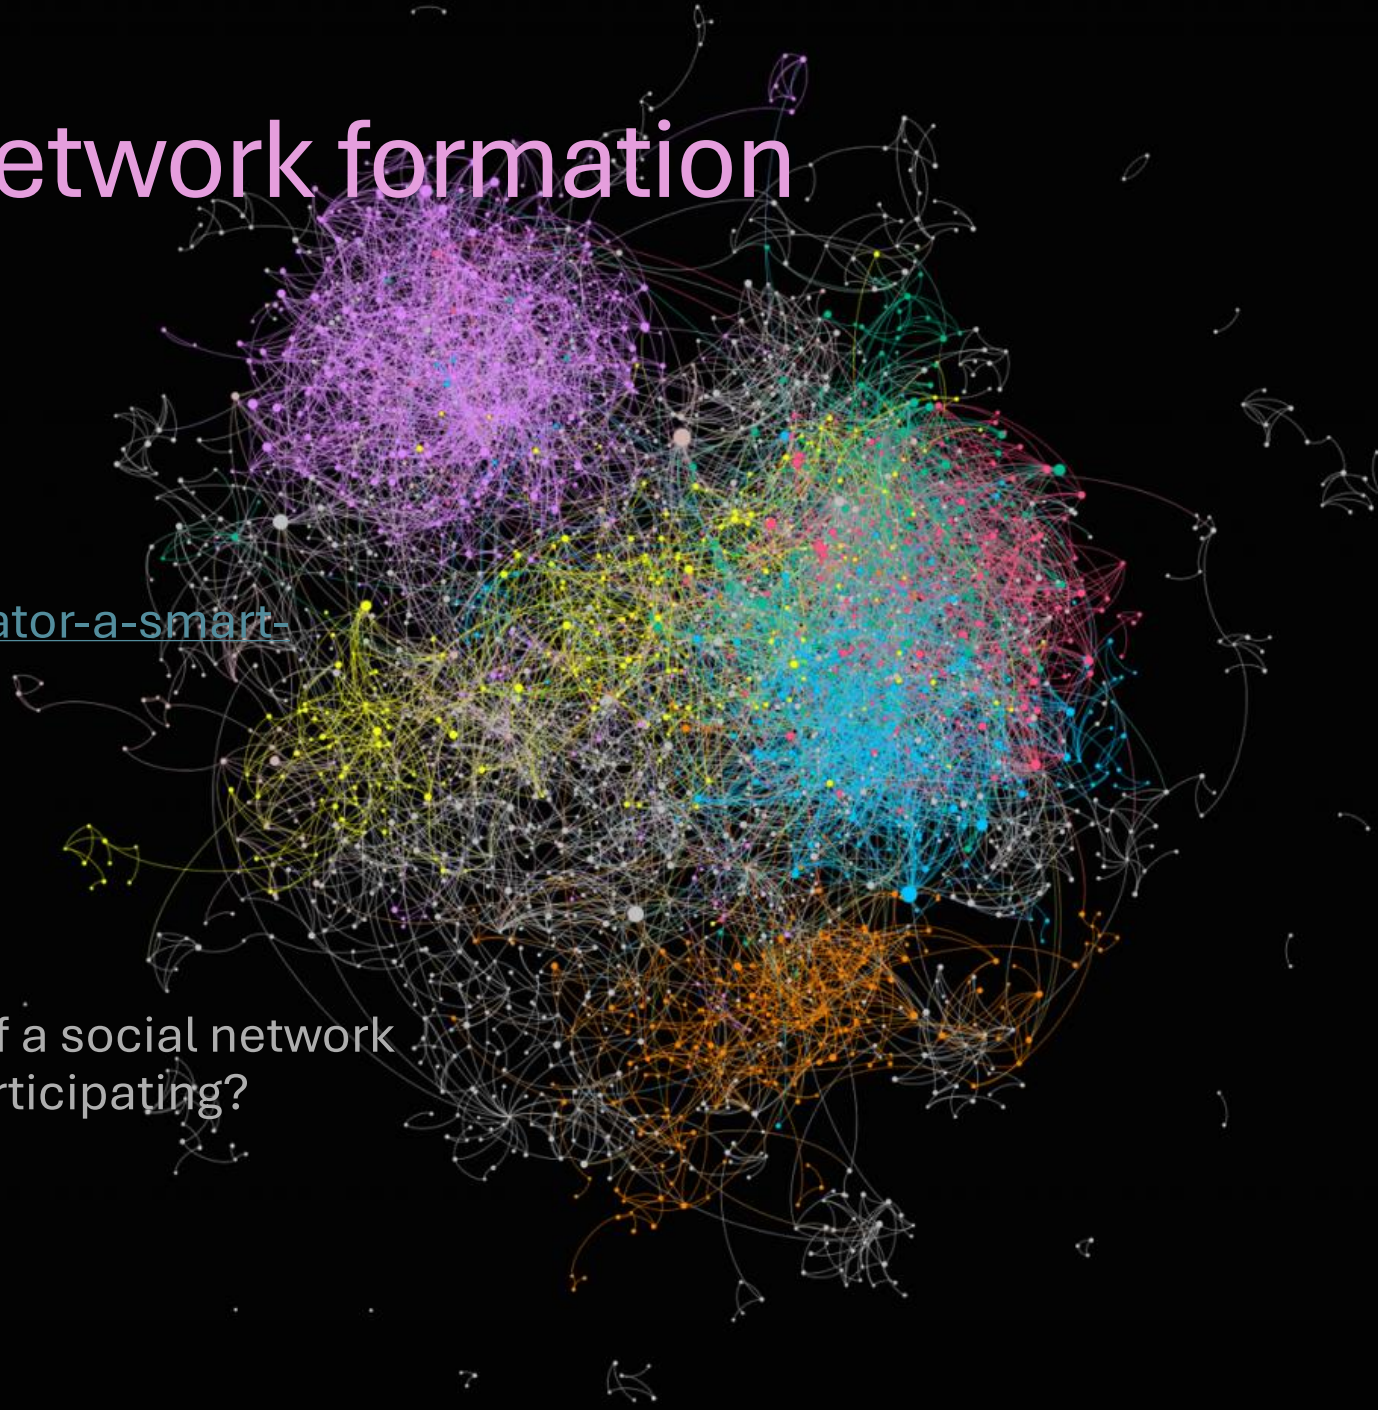 etwork formation
ator-a-smart-
f a social network
rticipating?